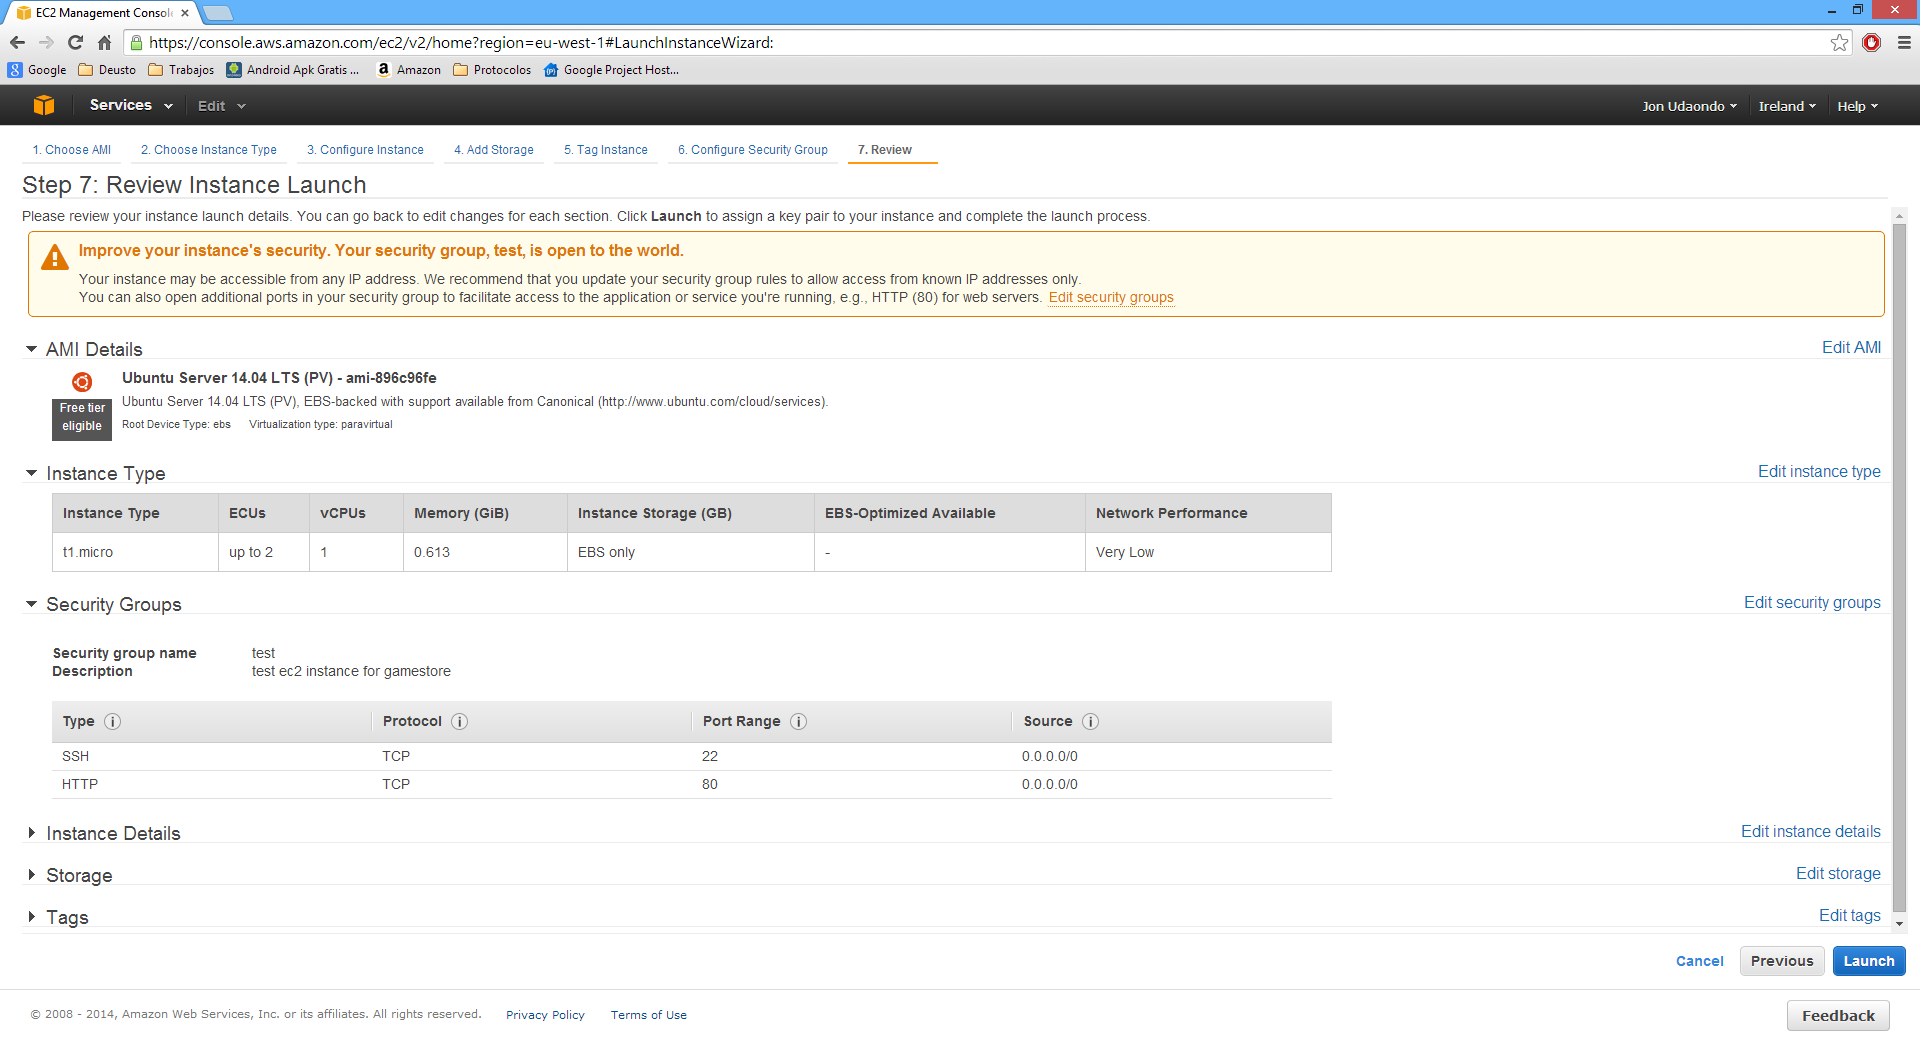 EC2 Management Consol
https://console.aws.amazon.com/ec2/v2/home?region=eu-west-1#LaunchInstanceWizard:
Google Deusto Trabajos Android Apk Gratis ... Amazon Protocolos Google Project Host...
Services Edit Jon Udaondo Ireland Help
1. Choose AMI 2. Choose Instance Type 3. Configure Instance 4. Add Storage 5. Tag Instance 6. Configure Security Group 7. Review
Step 7: Review Instance Launch
Please review your instance launch details. You can go back to edit changes for each section. Click Launch to assign a key pair to your instance and complete the launch process.
Improve your instance's security. Your security group, test, is open to the world.
Your instance may be accessible from any IP address. We recommend that you update your security group rules to allow access from known IP addresses only.
You can also open additional ports in your security group to facilitate access to the application or service you're running, e.g., HTTP (80) for web servers. Edit security groups
AMI Details Edit AMI
Ubuntu Server 14.04 LTS (PV) - ami-896c96fe
Free tier eligible
Ubuntu Server 14.04 LTS (PV), EBS-backed with support available from Canonical (http://www.ubuntu.com/cloud/services).
Root Device Type: ebs Virtualization type: paravirtual
Instance Type Edit instance type
Instance Type ECUs vCPUs Memory (GiB) Instance Storage (GB) EBS-Optimized Available Network Performance
t1.micro up to 2 1 0.613 EBS only - Very Low
Security Groups Edit security groups
Security group name test
Description test ec2 instance for gamestore
Type Protocol Port Range Source
SSH TCP 22 0.0.0.0/0
HTTP TCP 80 0.0.0.0/0
Instance Details Edit instance details
Storage Edit storage
Tags Edit tags
Cancel Previous Launch
© 2008 - 2014, Amazon Web Services, Inc. or its affiliates. All rights reserved. Privacy Policy Terms of Use Feedback